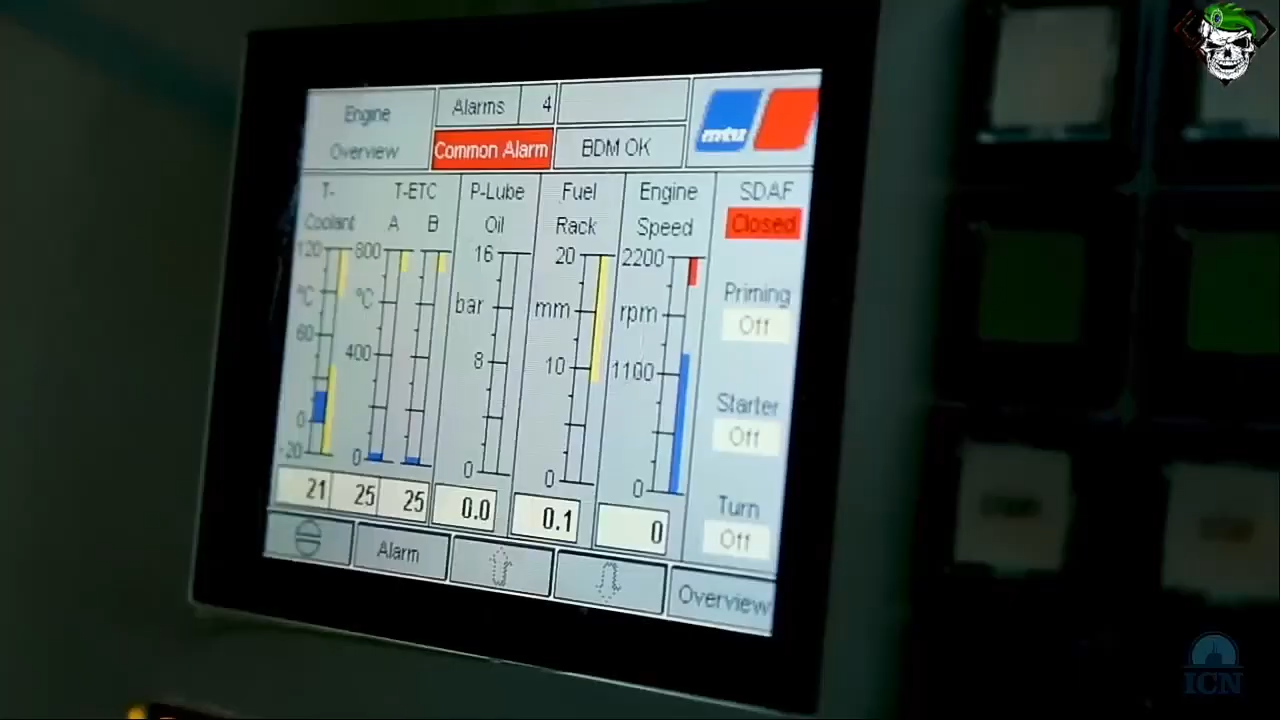 Engine
Overview
Alarms 4
Common Alarm
BDM OK
mtu
T-
Coolant
T-ETC
A B
P-Lube
Oil
Fuel
Rack
Engine
Speed
SDAF
Closed
120
°C
60
0
-20
800
°C
400
0
16
bar
8
0
20
mm
10
0
2200
rpm
1100
0
Priming
Off
Starter
Off
Turn
Off
21
25
25
0.0
0.1
0
Alarm
Overview
ICN